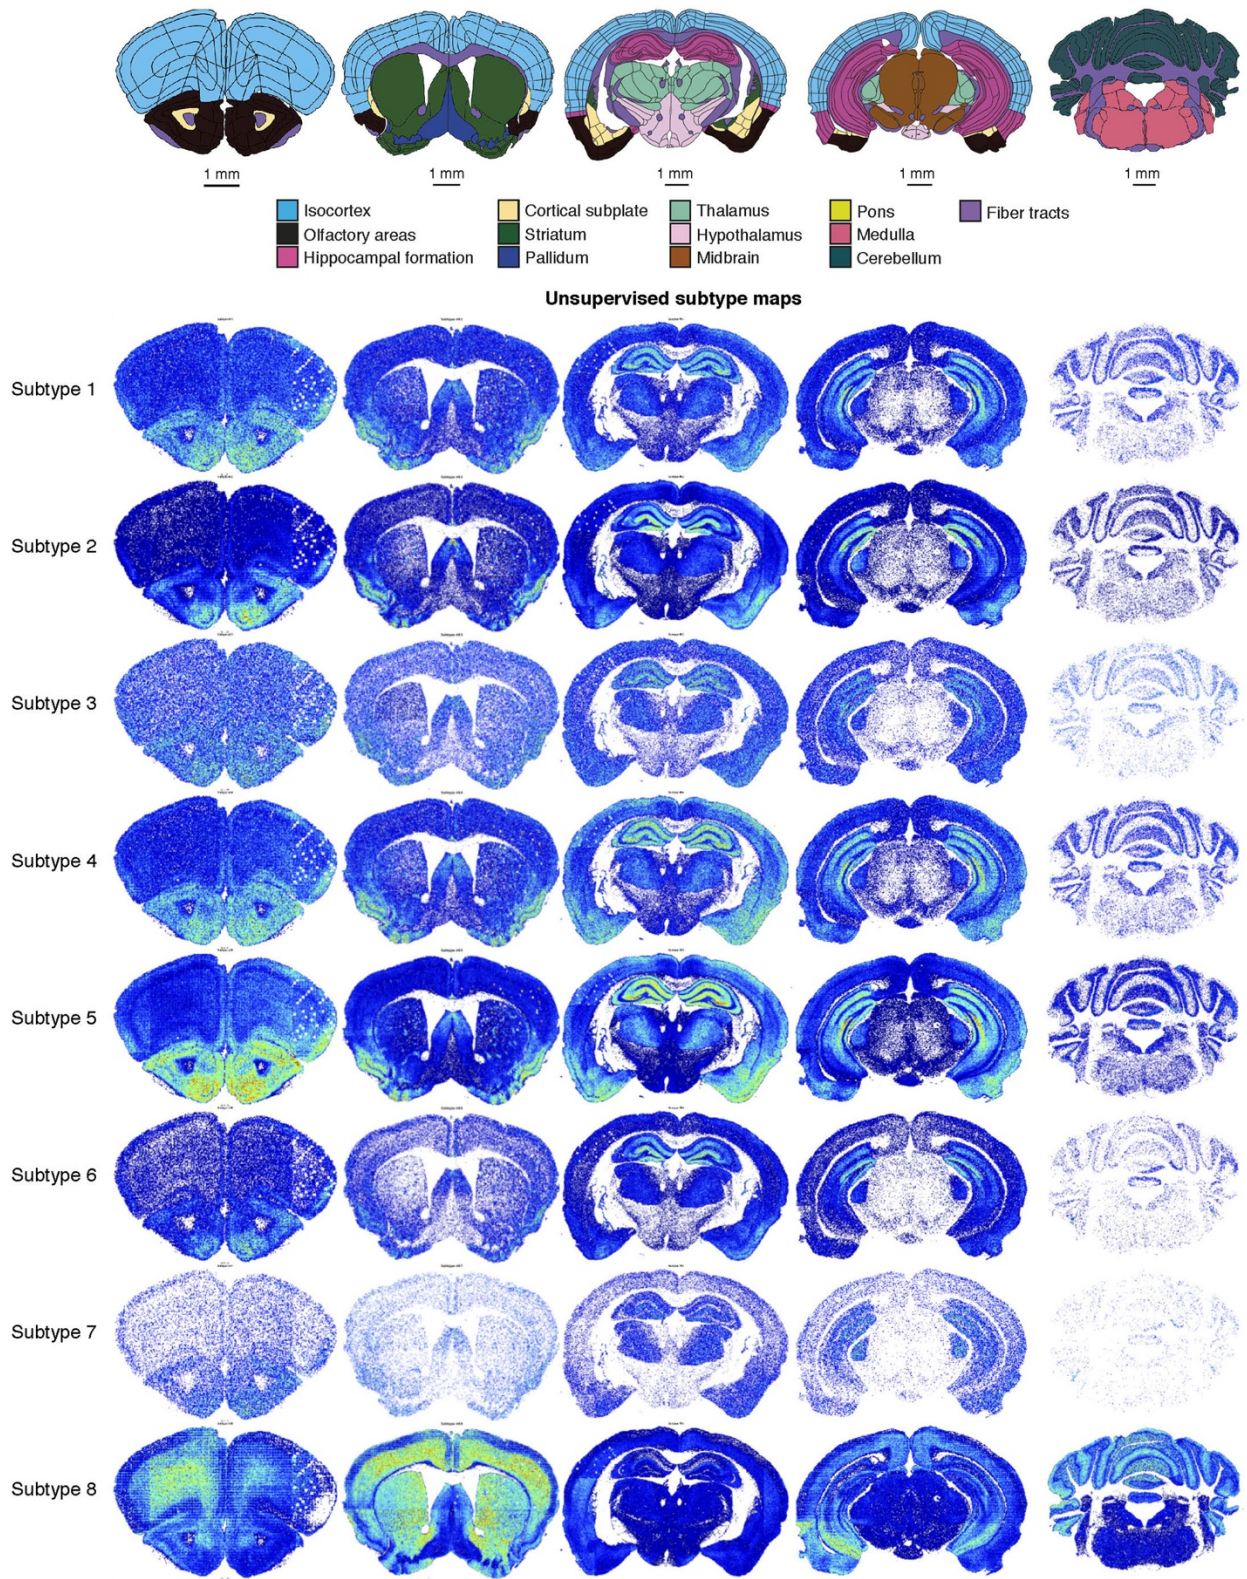 1 mm 1 mm 1 mm 1 mm 1 mm
Isocortex Cortical subplate Thalamus Pons Fiber tracts
Olfactory areas Striatum Hypothalamus Medulla
Hippocampal formation Pallidum Midbrain Cerebellum
Unsupervised subtype maps
Subtype 1
Subtype 2
Subtype 3
Subtype 4
Subtype 5
Subtype 6
Subtype 7
Subtype 8